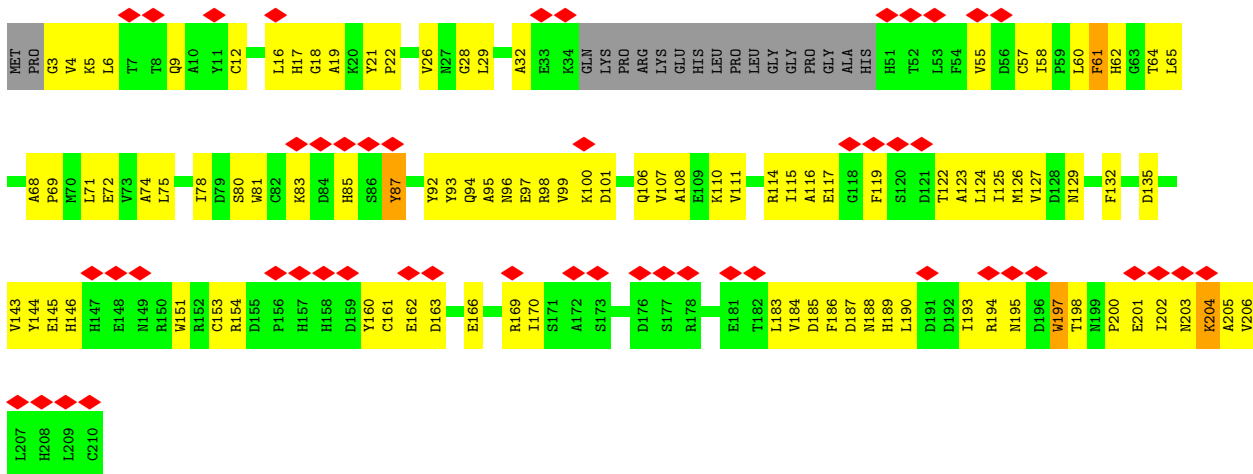 MET PRO G3 V4 K5 L6 T7 T8 Q9 A10 Y11 C12 L16 H17 G18 A19 K20 Y21 P22 V26 N27 G28 L29 A32 E33 K34 GLN LYS PRO PRO ARG LYS GLU HIS LEU PRO LEU GLY GLY PRO GLY ALA HIS H51 T52 L53 F54 V55 D56 C57 I58 P59 L60 F61 H62 G63 T64 L65
A68 P69 M70 L71 E72 V73 A74 L75 I78 D79 S80 W81 C82 K83 D84 H85 S86 Y87 Y92 Y93 Q94 A95 N96 E97 R98 V99 K100 D101 Q106 V107 A108 E109 K110 V111 R114 I115 A116 E117 G118 F119 S120 D121 T122 A123 L124 I125 M126 V127 D128 N129 F132 D135
V143 Y144 E145 H146 H147 E148 N149 R150 W151 R152 C153 R154 D155 P156 H157 H158 D159 Y160 C161 E162 D163 E166 R169 I170 S171 A172 S173 D176 S177 R178 E181 T182 L183 V184 D185 F186 D187 N188 H189 L190 D191 D192 I193 R194 N195 D196 W197 T198 N199 P200 E201 I202 N203 K204 A205 V206
L207 H208 L209 C210